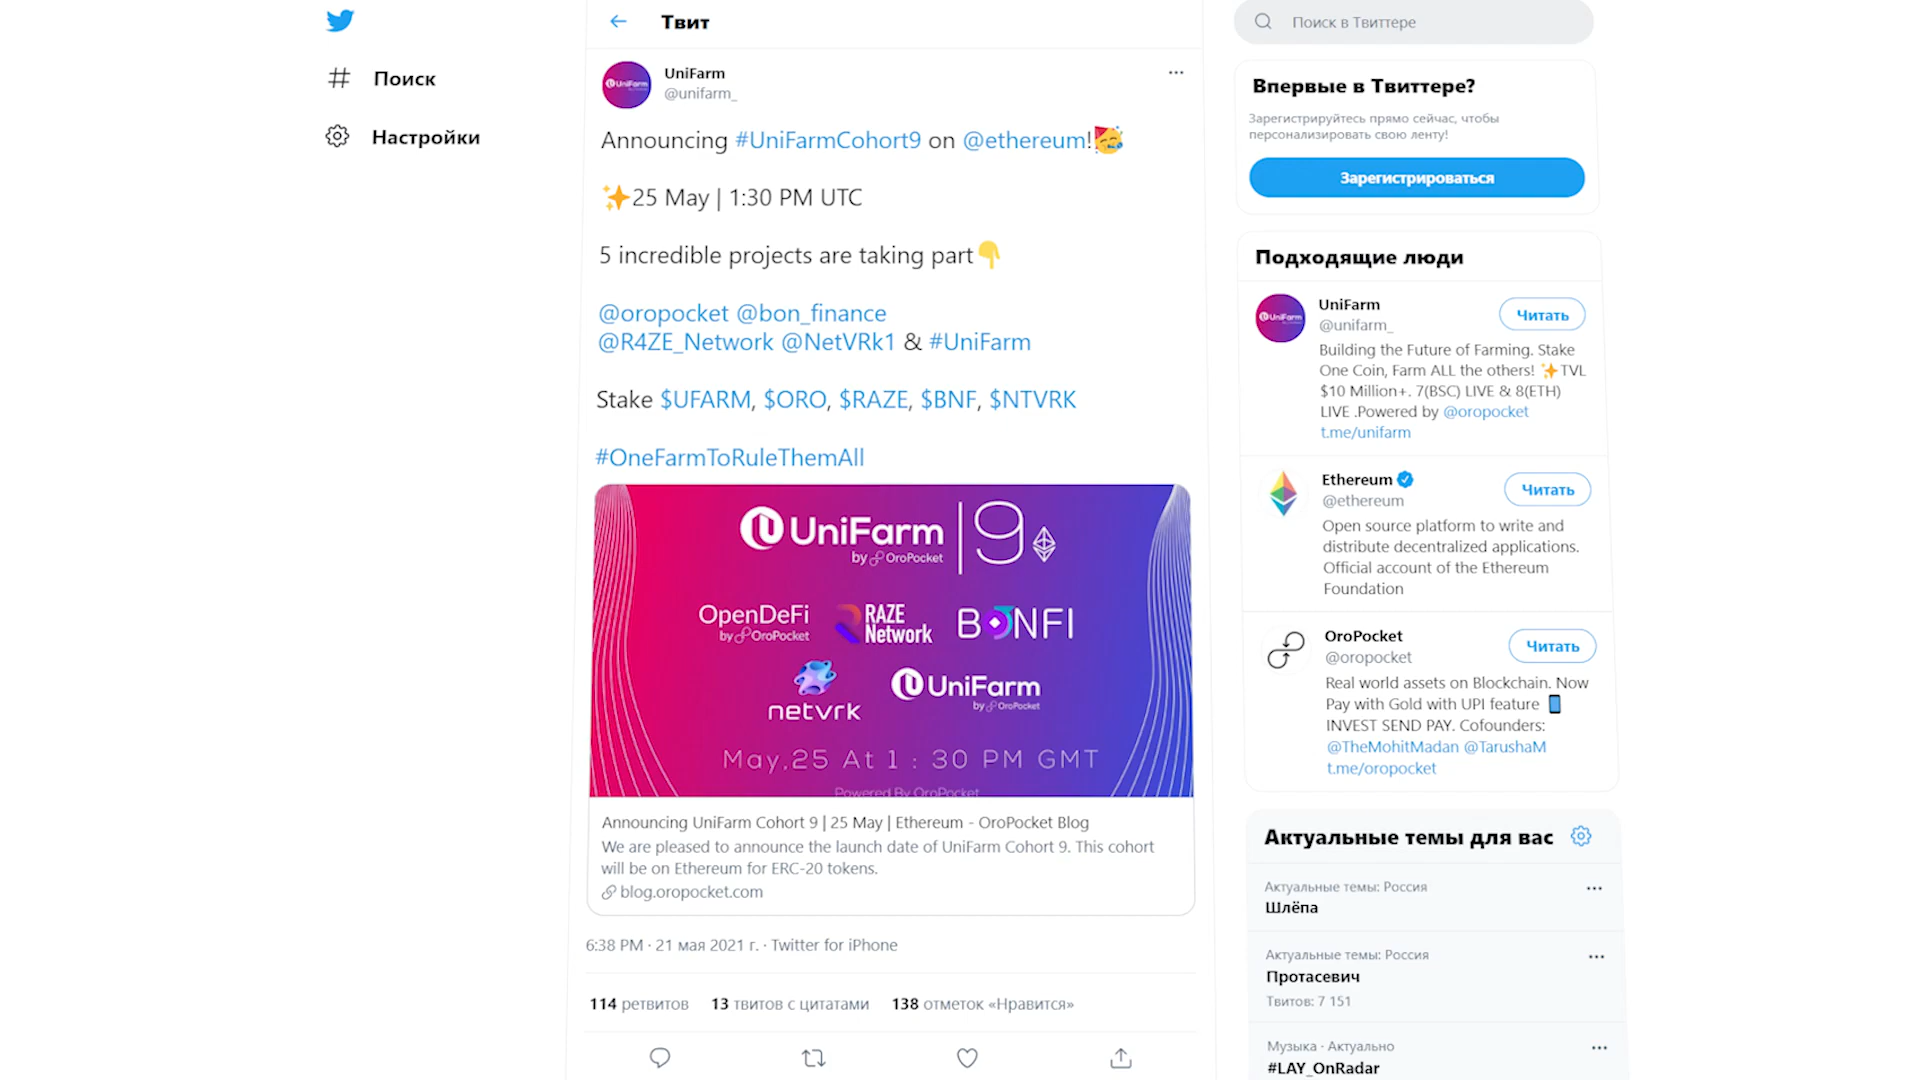 Поиск
Настройки
Твит
UniFarm
@unifarm_
Announcing #UniFarmCohort9 on @ethereum!
25 May | 1:30 PM UTC
5 incredible projects are taking part
@oropocket @bon_finance
@R4ZE_Network @NetVRk1 & #UniFarm
Stake $UFARM, $ORO, $RAZE, $BNF, $NTVRK
#OneFarmToRuleThemAll
UniFarm | 9
by OroPocket
OpenDeFi
by OroPocket
RAZE
Network
BONFI
netvrk
UniFarm
by OroPocket
May,25 At 1 : 30 PM GMT
Powered By OroPocket
Announcing UniFarm Cohort 9 | 25 May | Ethereum - OroPocket Blog
We are pleased to announce the launch date of UniFarm Cohort 9. This cohort
will be on Ethereum for ERC-20 tokens.
blog.oropocket.com
6:38 PM · 21 мая 2021 г. · Twitter for iPhone
114 ретвитов 13 твитов с цитатами 138 отметок «Нравится»
Поиск в Твиттере
Впервые в Твиттере?
Зарегистрируйтесь прямо сейчас, чтобы
персонализировать свою ленту!
Зарегистрироваться
Подходящие люди
UniFarm
@unifarm_
Читать
Building the Future of Farming. Stake
One Coin, Farm ALL the others! TVL
$10 Million+. 7(BSC) LIVE & 8(ETH)
LIVE .Powered by @oropocket
t.me/unifarm
Ethereum
@ethereum
Читать
Open source platform to write and
distribute decentralized applications.
Official account of the Ethereum
Foundation
OroPocket
@oropocket
Читать
Real world assets on Blockchain. Now
Pay with Gold with UPI feature
INVEST SEND PAY. Cofounders:
@TheMohitMadan @TarushaM
t.me/oropocket
Актуальные темы для вас
Актуальные темы: Россия
Шлёпа
Актуальные темы: Россия
Протасевич
Твитов: 7 151
Музыка · Актуально
#LAY_OnRadar